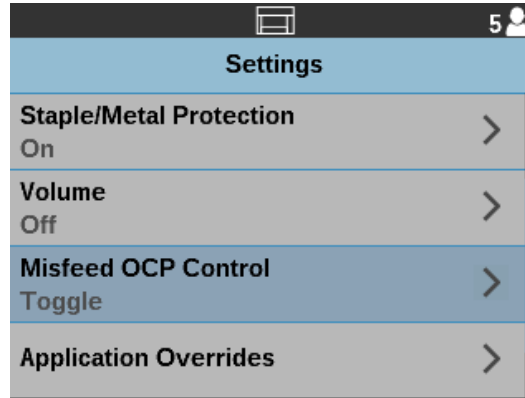 5
Settings
Staple/Metal Protection
On
Volume
Off
Misfeed OCP Control
Toggle
Application Overrides